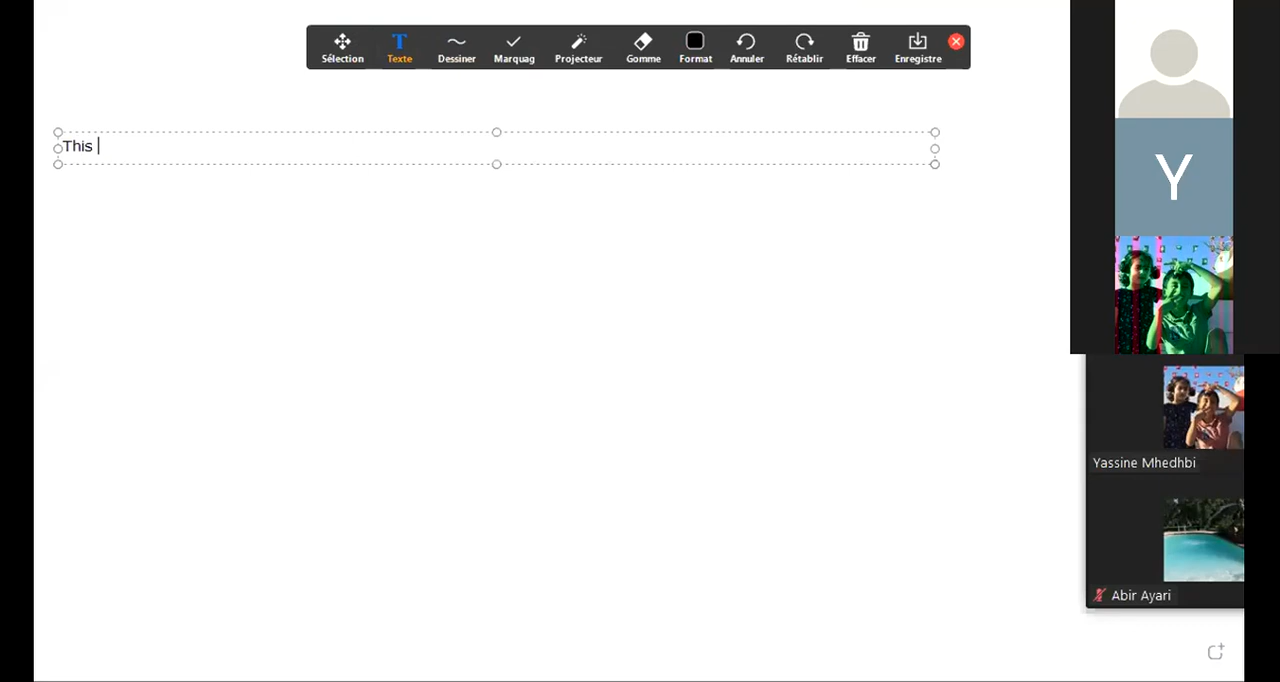 Sélection Texte Dessiner Marquag Projecteur Gomme Format Annuler Rétablir Effacer Enregistre
This
Y
Yassine Mhedhbi
Abir Ayari